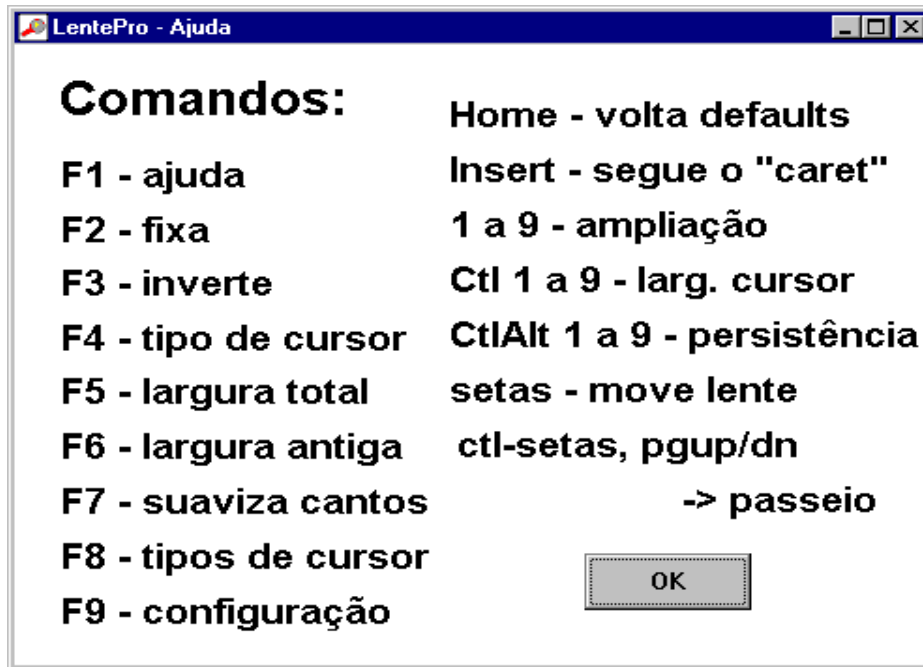 LentePro - Ajuda
Comandos:
F1 - ajuda
F2 - fixa
F3 - inverte
F4 - tipo de cursor
F5 - largura total
F6 - largura antiga
F7 - suaviza cantos
F8 - tipos de cursor
F9 - configuração
Home - volta defaults
Insert - segue o "caret"
1 a 9 - ampliação
Ctl 1 a 9 - larg. cursor
CtlAlt 1 a 9 - persistência
setas - move lente
ctl-setas, pgup/dn
-> passeio
OK